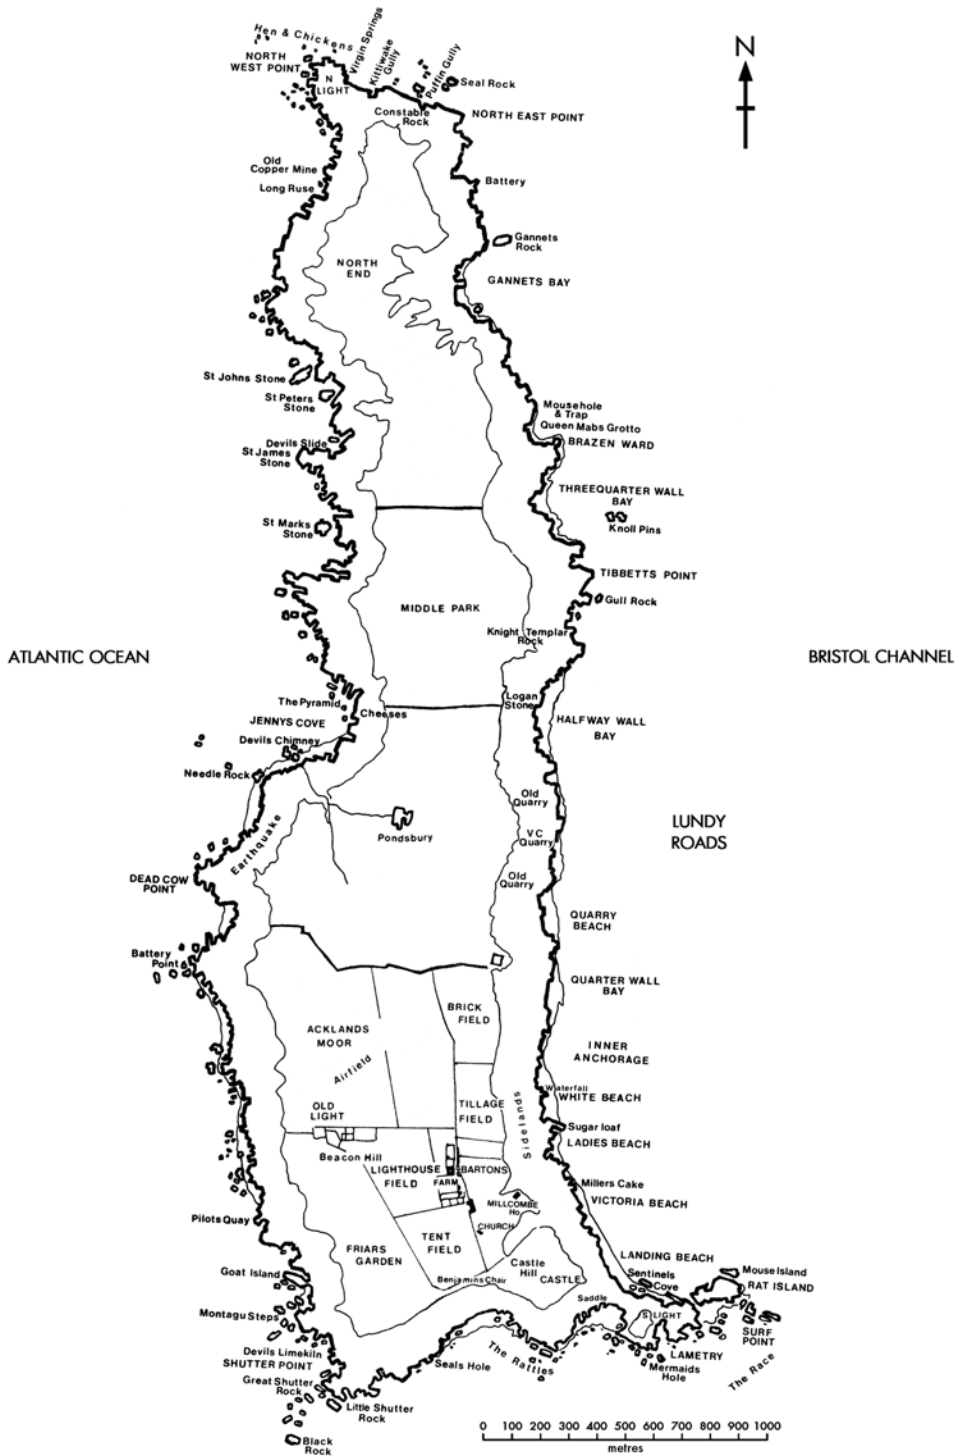 Hen & Chickens
Virgin Springs
Kittiwake
Gully
Puffin Gully
N
NORTH
WEST POINT
N
LIGHT
Seal Rock
Constable
Rock
NORTH EAST POINT
Old
Copper Mine
Long Ruse
Battery
Gannets
Rock
NORTH
END
GANNETS BAY
St Johns Stone
St Peters
Stone
Mousehole
& Trap
Queen Mabs Grotto
BRAZEN WARD
Devils Slide
St James
Stone
THREEQUARTER WALL
BAY
St Marks
Stone
Knoll Pins
TIBBETTS POINT
Gull Rock
MIDDLE PARK
Knight Templar
Rock
ATLANTIC OCEAN
BRISTOL CHANNEL
The Pyramid
Cheeses
Logan
Stone
JENNYS COVE
HALFWAY WALL
BAY
Devils Chimney
Needle Rock
Old
Quarry
Earthquake
Pondsbury
V C
Quarry
LUNDY
ROADS
DEAD COW
POINT
Old
Quarry
QUARRY
BEACH
Battery
Point
QUARTER WALL
BAY
BRICK
FIELD
ACKLANDS
MOOR
Airfield
INNER
ANCHORAGE
Waterfall
WHITE BEACH
OLD
LIGHT
TILLAGE
FIELD
Sidelands
Sugar loaf
LADIES BEACH
Beacon Hill
LIGHTHOUSE
FIELD
BARTONS
FARM
Millers Cake
VICTORIA BEACH
MILLCOMBE
Ho
Pilots Quay
CHURCH
TENT
FIELD
FRIARS
GARDEN
LANDING BEACH
Castle
Hill
CASTLE
Benjamins Chair
Goat Island
Sentinels
Cove
Mouse Island
RAT ISLAND
Saddle
Montagu Steps
S LIGHT
SURF
POINT
Devils Limekiln
SHUTTER POINT
The Rattles
LAMETRY
Seals Hole
Mermaids
Hole
The Race
Great Shutter
Rock
Little Shutter
Rock
Black
Rock
0 100 200 300 400 500 600 700 800 900 1000
metres